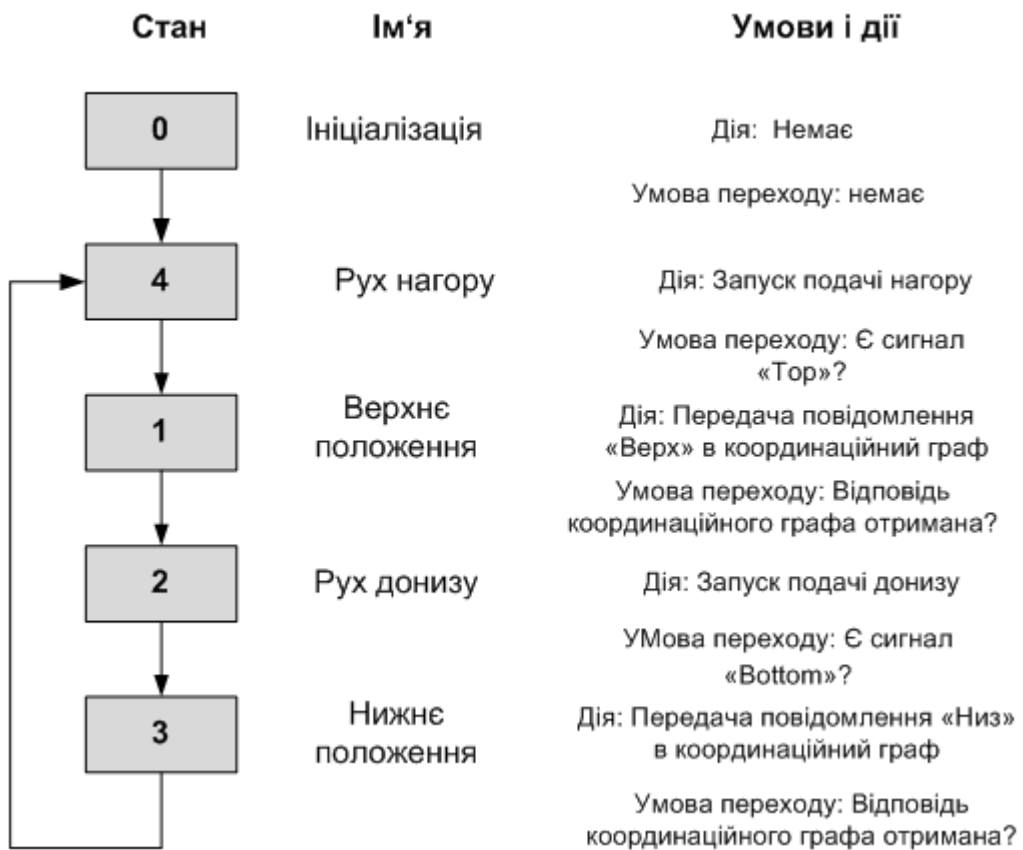 Стан Ім‘я Умови і дії
0 Ініціалізація Дія: Немає
Умова переходу: немає
4 Рух нагору Дія: Запуск подачі нагору
Умова переходу: Є сигнал
«Top»?
1 Верхнє
положення
Дія: Передача повідомлення
«Верх» в координаційний граф
Умова переходу: Відповідь
координаційного графа отримана?
2 Рух донизу Дія: Запуск подачі донизу
УМова переходу: Є сигнал
«Bottom»?
3 Нижнє
положення
Дія: Передача повідомлення «Низ»
в координаційний граф
Умова переходу: Відповідь
координаційного графа отримана?